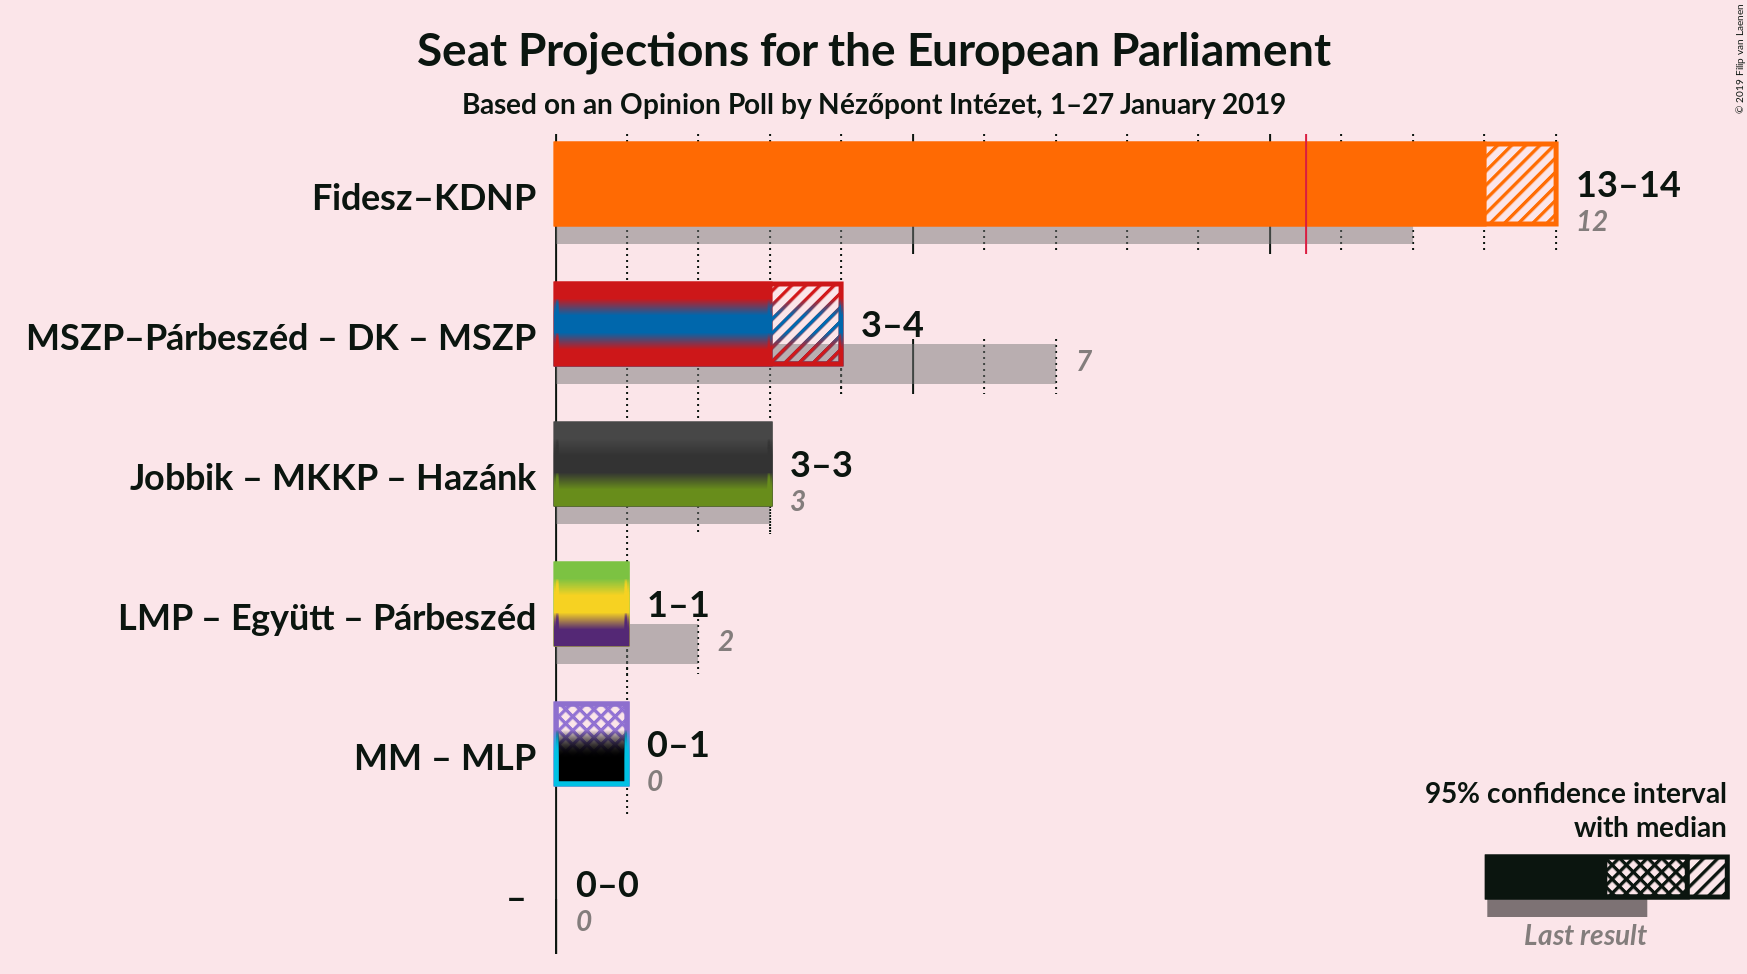 Seat Projections for the European Parliament
Based on an Opinion Poll by Nézőpont Intézet, 1–27 January 2019
© 2019 Filip van Laenen
Fidesz–KDNP
13–14
12
MSZP–Párbeszéd – DK – MSZP
3–4
7
Jobbik – MKKP – Hazánk
3–3
3
LMP – Együtt – Párbeszéd
1–1
2
MM – MLP
0–1
0
–
0–0
0
95% confidence interval
with median
Last result